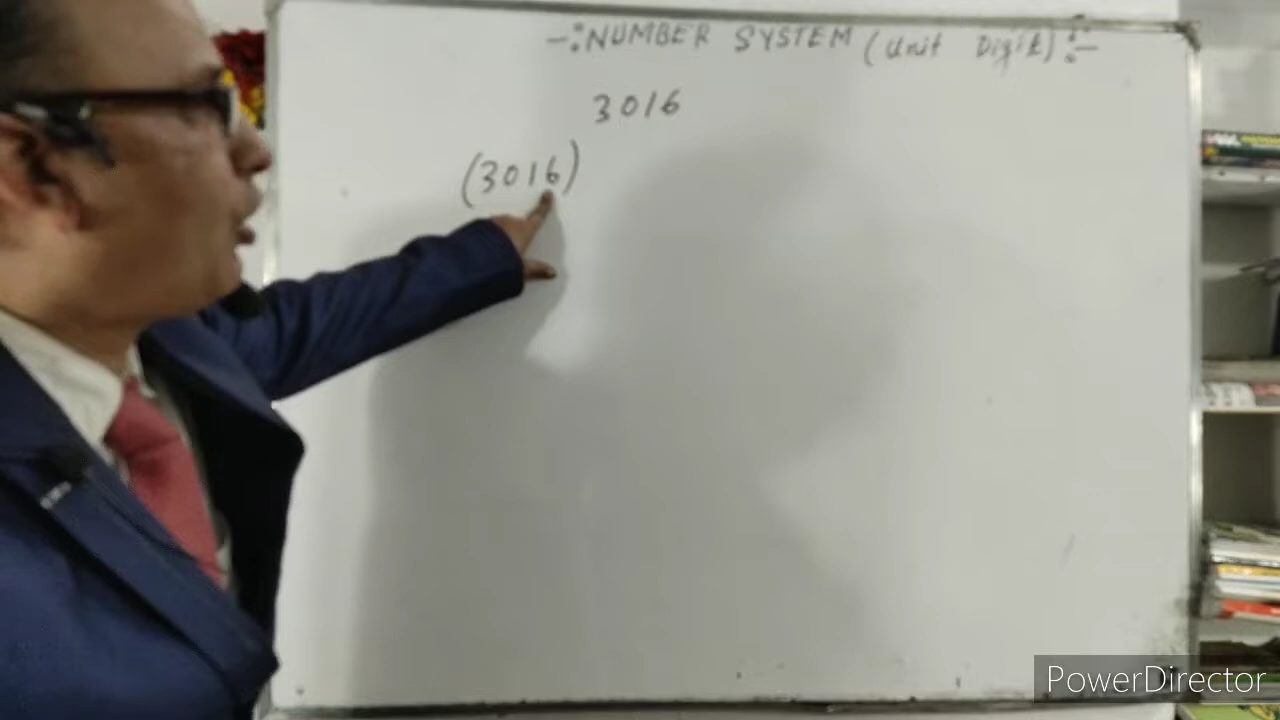 -:NUMBER SYSTEM (Unit Digit):-
3016
(3016)
PowerDirector